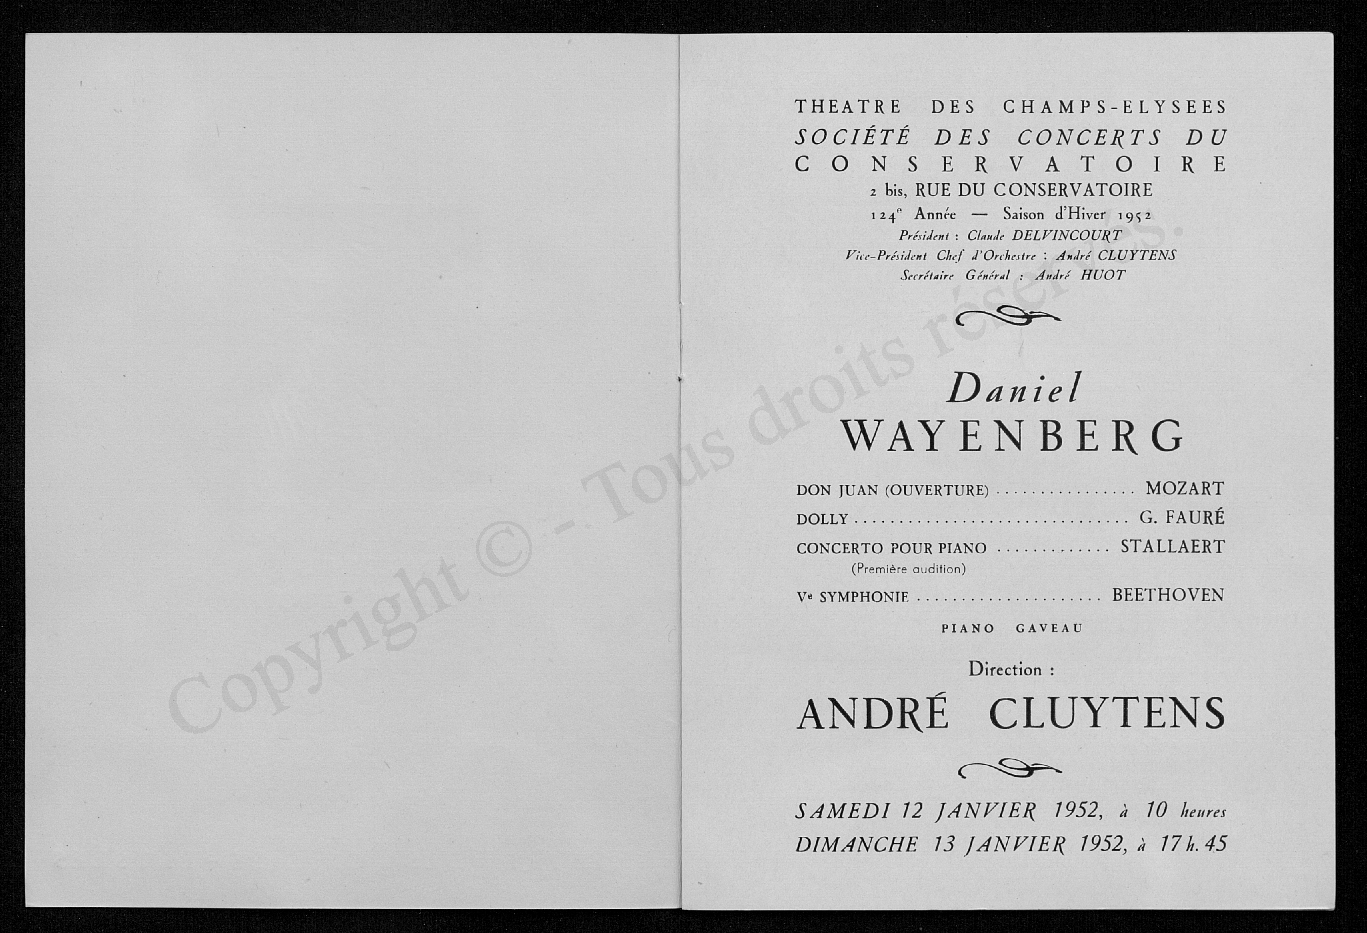 THEATRE DES CHAMPS-ELYSEES
SOCIÉTÉ DES CONCERTS DU
CONSERVATOIRE
2 bis, RUE DU CONSERVATOIRE
124e Année — Saison d'Hiver 1952
Président : Claude DELVINCOURT
Vice-Président Chef d'Orchestre : André CLUYTENS
Secrétaire Général : André HUOT
Daniel
WAYENBERG
DON JUAN (OUVERTURE) ................ MOZART
DOLLY ............................... G. FAURÉ
CONCERTO POUR PIANO ............. STALLAERT
(Première audition)
Ve SYMPHONIE ..................... BEETHOVEN
PIANO GAVEAU
Direction :
ANDRÉ CLUYTENS
SAMEDI 12 JANVIER 1952, à 10 heures
DIMANCHE 13 JANVIER 1952, à 17 h. 45
Copyright © - Tous droits réservés.